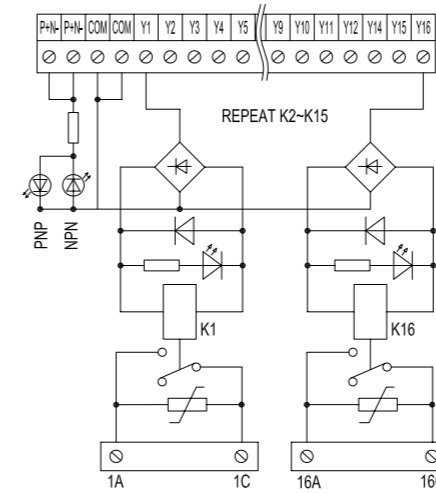 P+N- P+N- COM COM Y1 Y2 Y3 Y4 Y5 Y9 Y10 Y11 Y12 Y14 Y15 Y16
REPEAT K2~K15
PNP NPN
K1 K16
1A 1C 16A